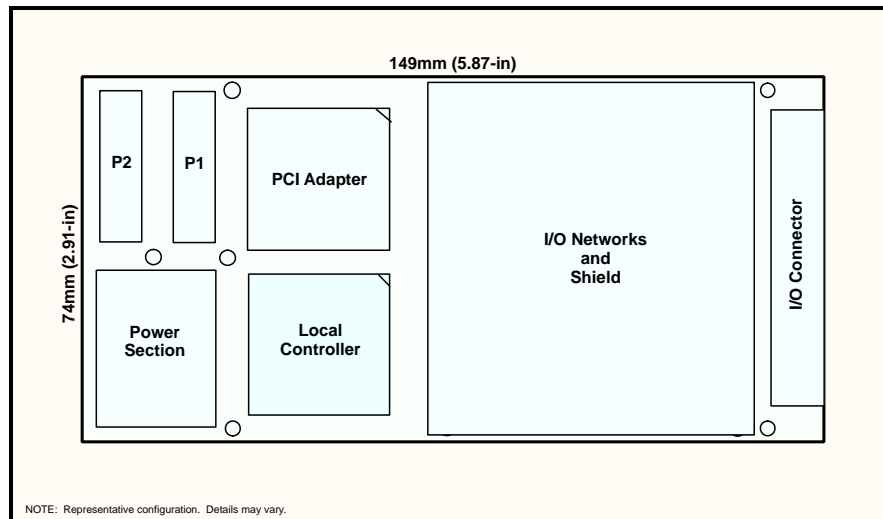 149mm (5.87-in)
74mm (2.91-in)
P2
P1
PCI Adapter
I/O Networks
and
Shield
I/O Connector
Power
Section
Local
Controller
NOTE:  Representative configuration.  Details may vary.